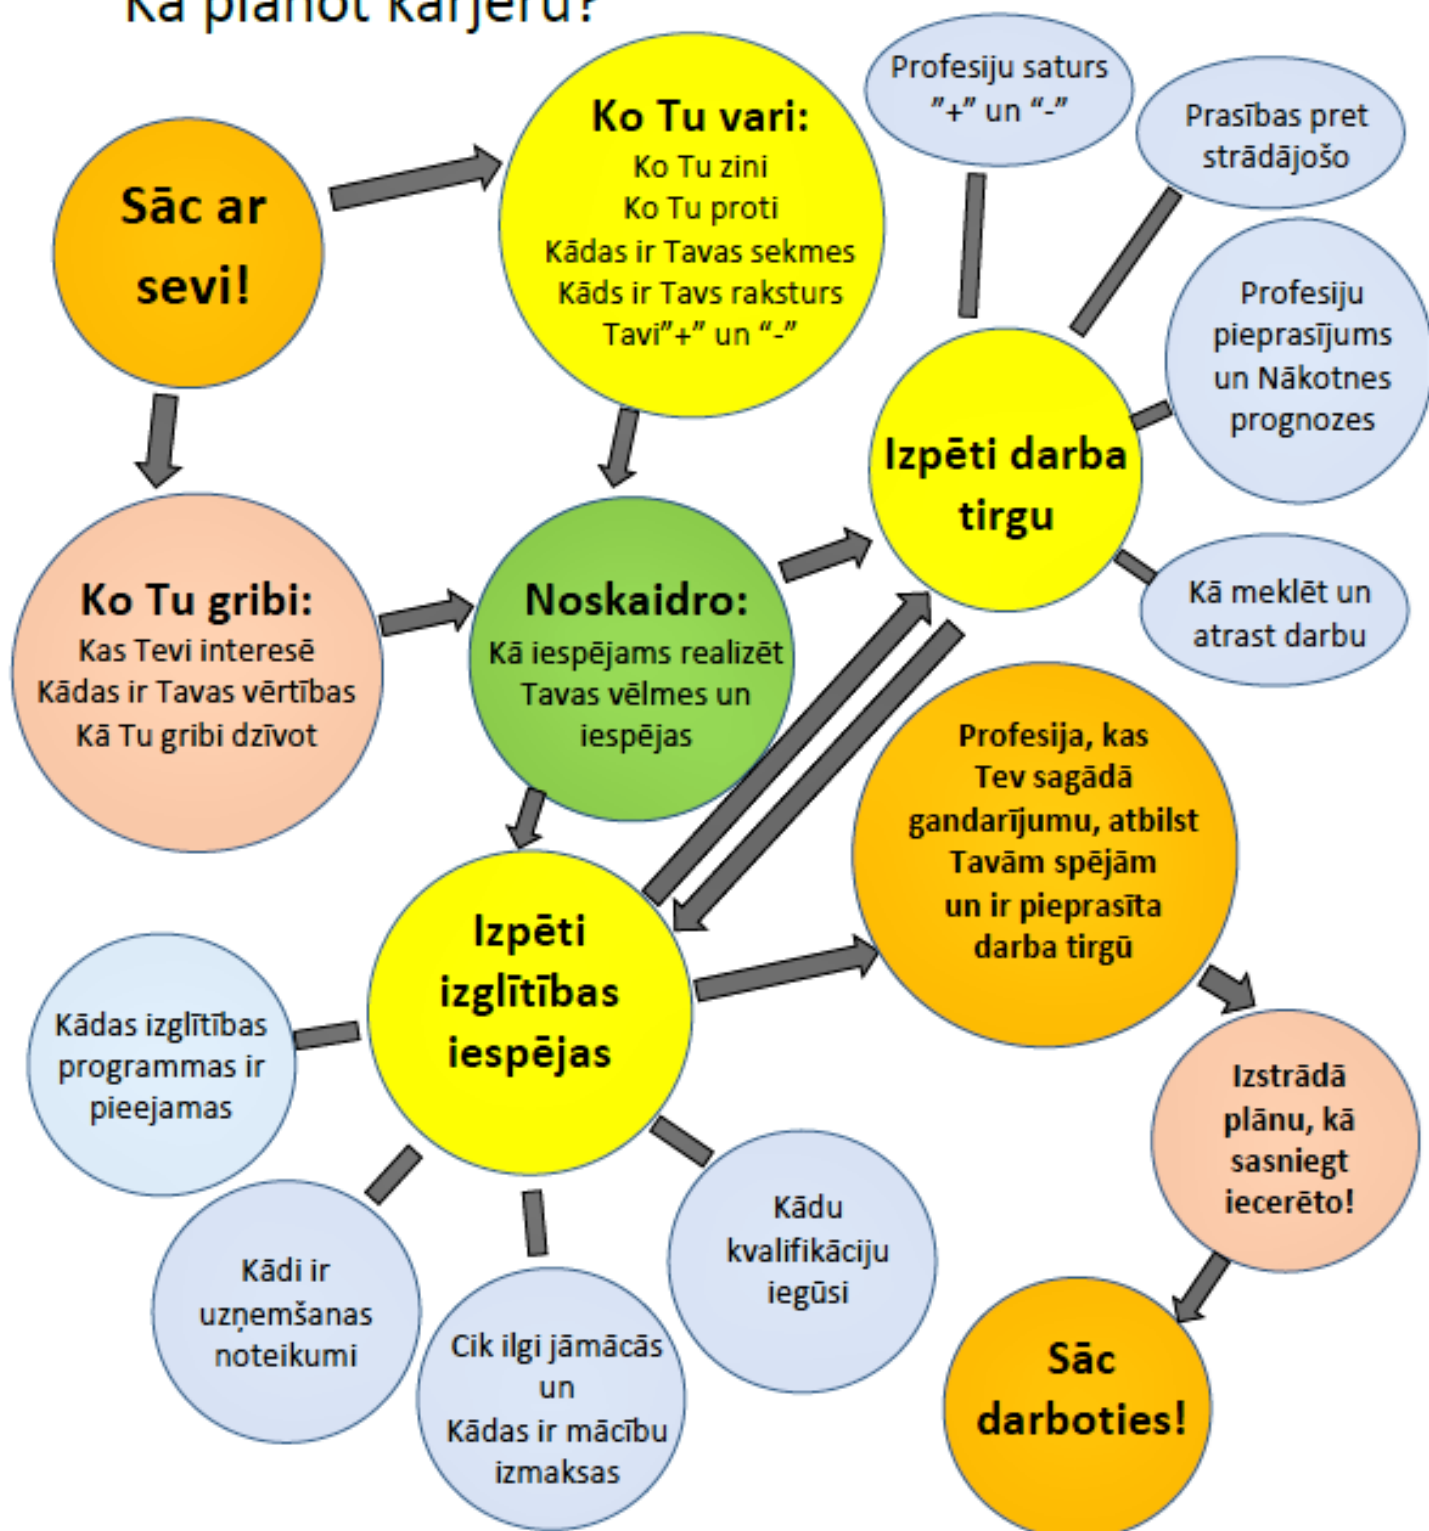 Kā plānot karjeru?
Sāc ar
sevi!
Ko Tu vari:
Ko Tu zini
Ko Tu proti
Kādas ir Tavas sekmes
Kāds ir Tavs raksturs
Tavi”+” un “-”
Profesiju saturs
”+” un “-”
Prasības pret
strādājošo
Profesiju
pieprasījums
un Nākotnes
prognozes
Izpēti darba
tirgu
Kā meklēt un
atrast darbu
Ko Tu gribi:
Kas Tevi interesē
Kādas ir Tavas vērtības
Kā Tu gribi dzīvot
Noskaidro:
Kā iespējams realizēt
Tavas vēlmes un
iespējas
Profesija, kas
Tev sagādā
gandarījumu, atbilst
Tavām spējām
un ir pieprasīta
darba tirgū
Izpēti
izglītības
iespējas
Kādas izglītības
programmas ir
pieejamas
Kādi ir
uzņemšanas
noteikumi
Cik ilgi jāmācās
un
Kādas ir mācību
izmaksas
Kādu
kvalifikāciju
iegūsi
Izstrādā
plānu, kā
sasniegt
iecerēto!
Sāc
darboties!